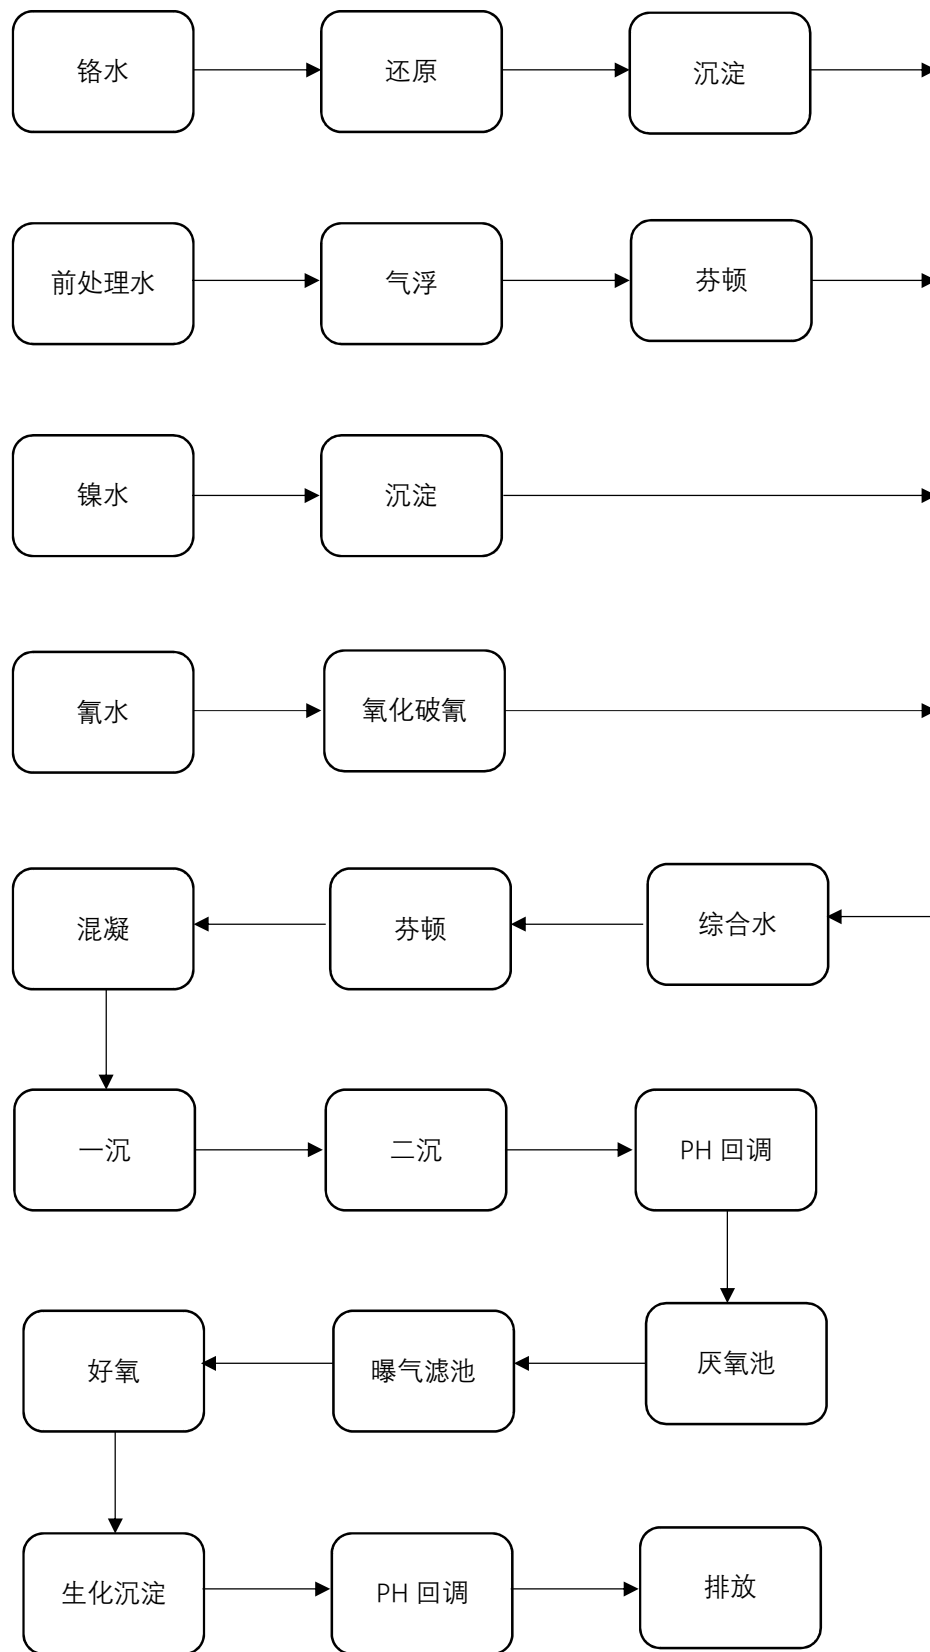 铬水
还原
沉淀
前处理水
气浮
芬顿
镍水
沉淀
氰水
氧化破氰
混凝
芬顿
综合水
一沉
二沉
PH 回调
好氧
曝气滤池
厌氧池
生化沉淀
PH 回调
排放